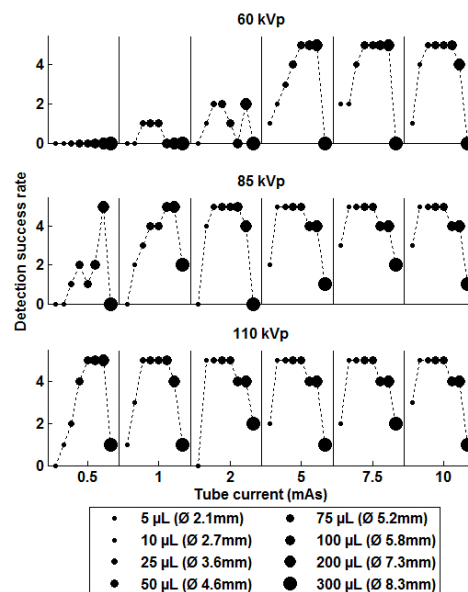 60 kVp
4
2
0
85 kVp
4
2
0
Detection success rate
110 kVp
4
2
0
0.5 1 2 5 7.5 10
Tube current (mAs)
5 µL (Ø 2.1mm) 75 µL (Ø 5.2mm)
10 µL (Ø 2.7mm) 100 µL (Ø 5.8mm)
25 µL (Ø 3.6mm) 200 µL (Ø 7.3mm)
50 µL (Ø 4.6mm) 300 µL (Ø 8.3mm)